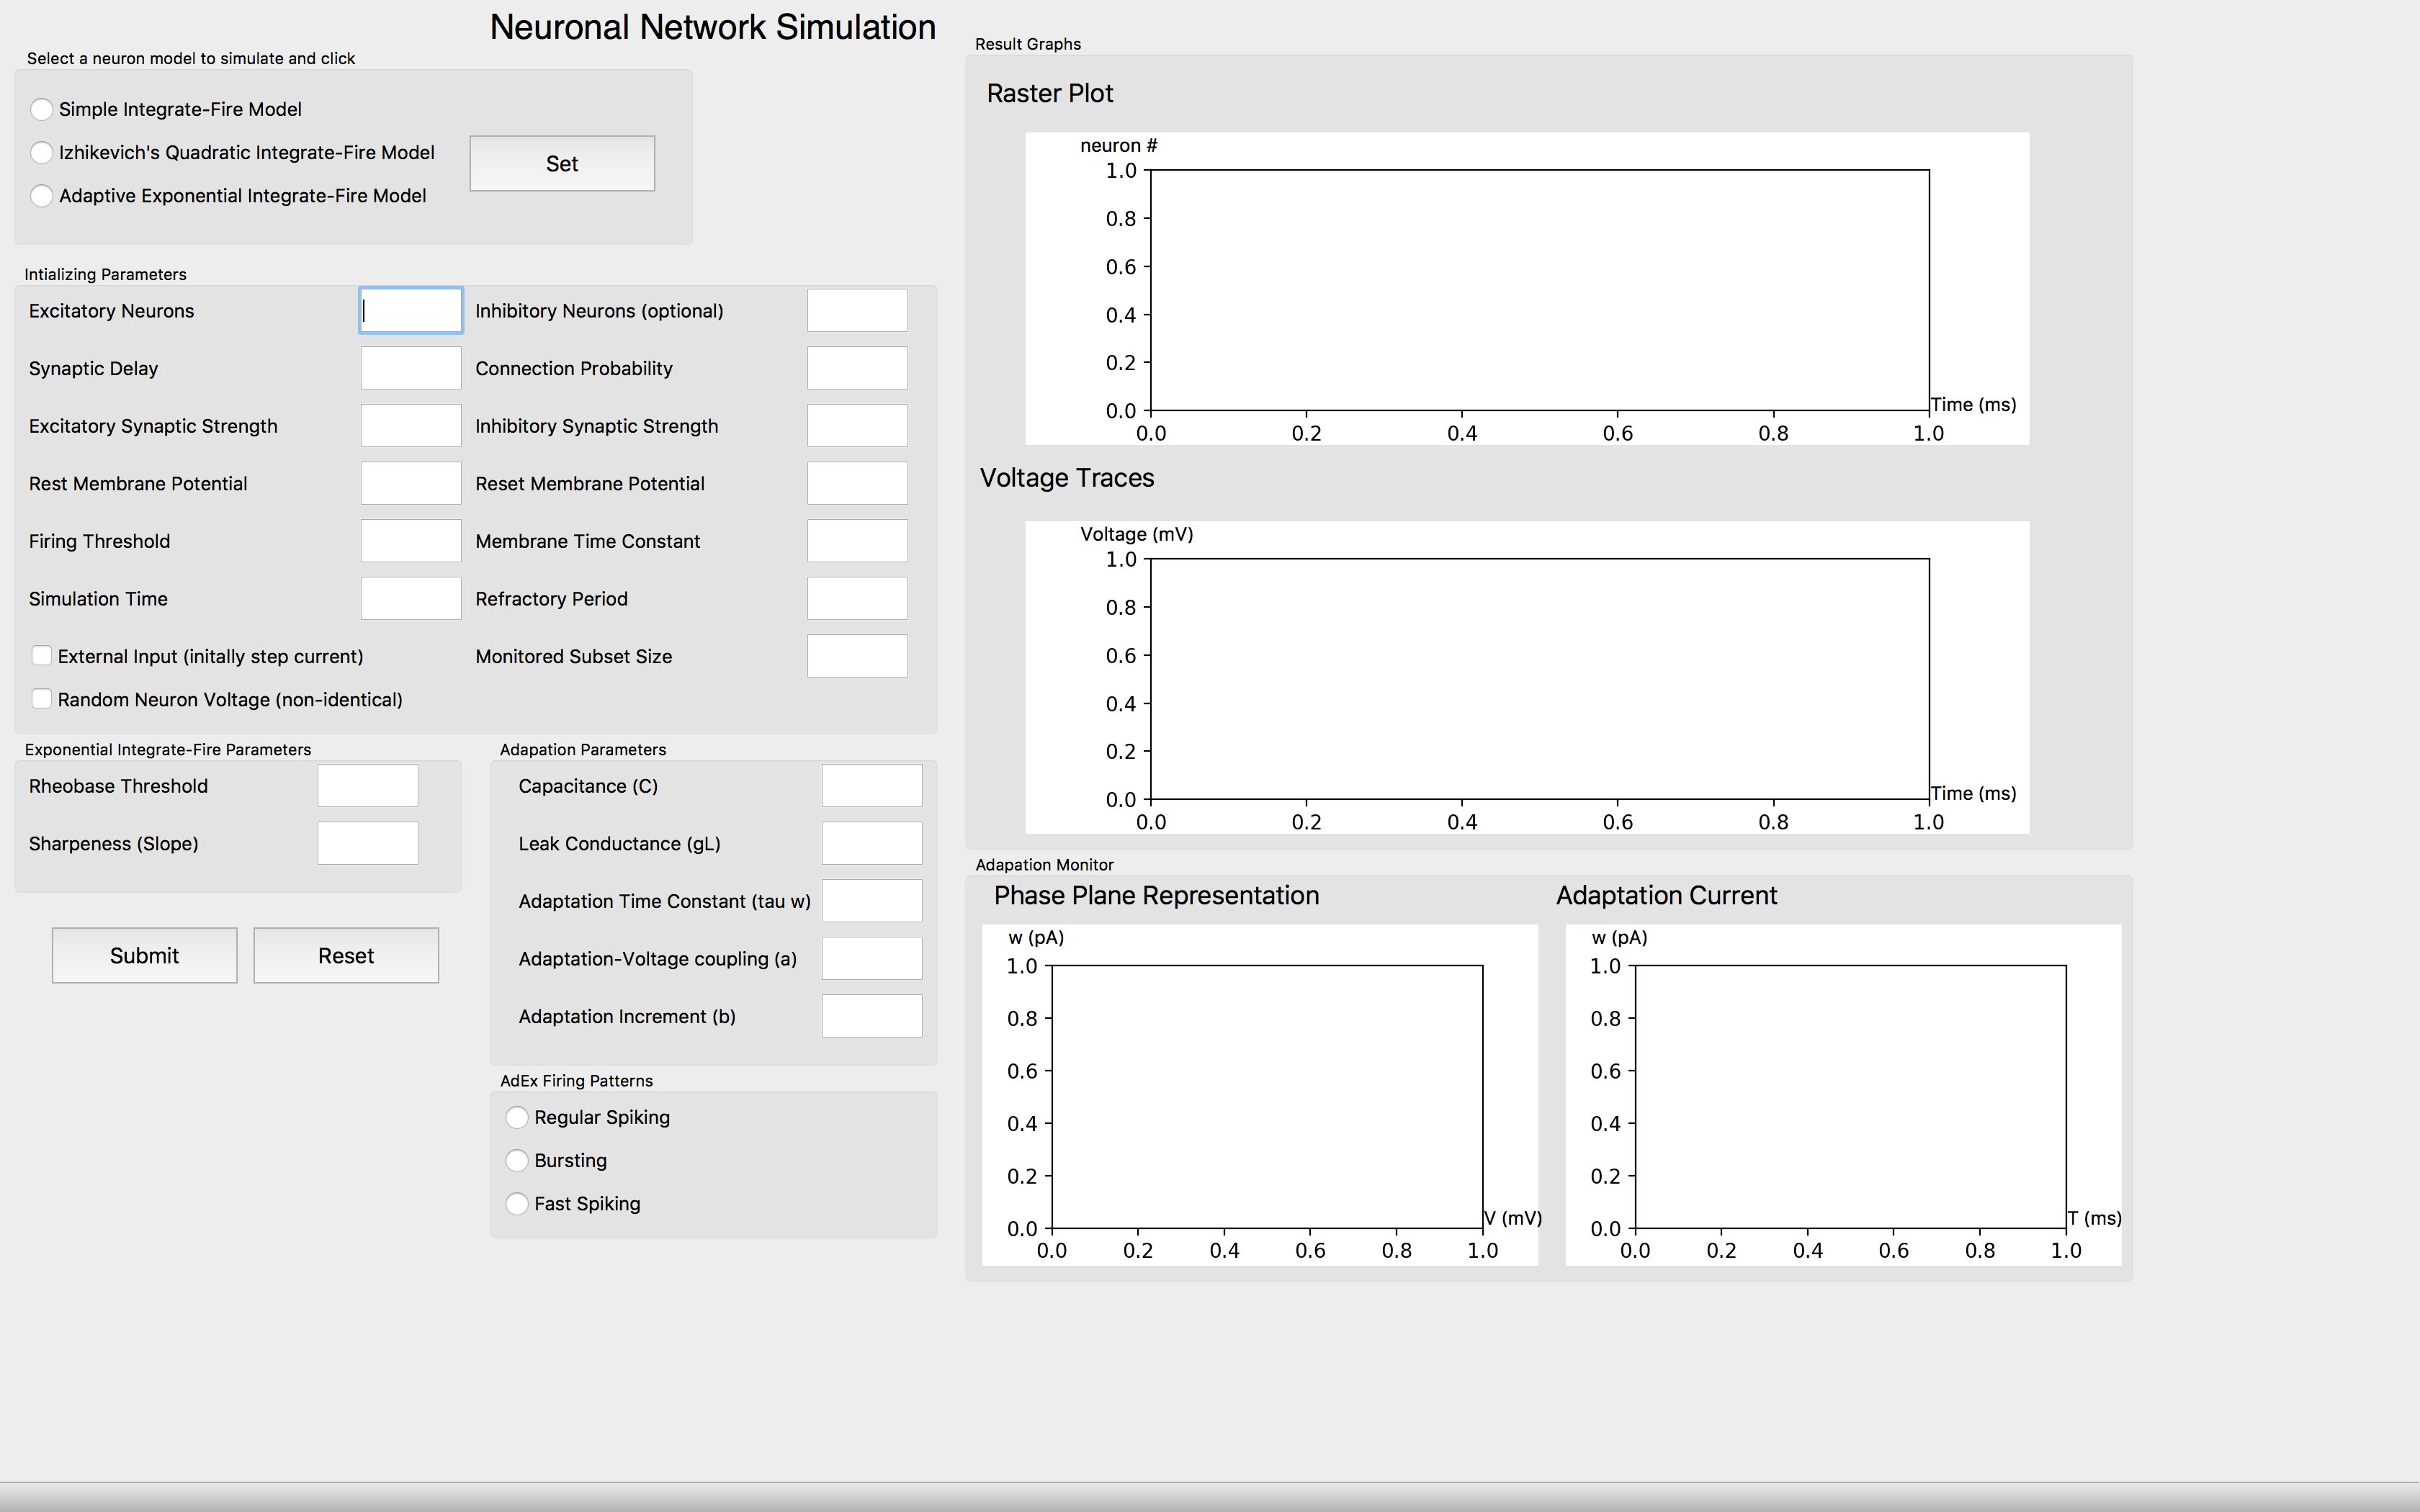 Neuronal Network Simulation
Select a neuron model to simulate and click
Simple Integrate-Fire Model
Izhikevich's Quadratic Integrate-Fire Model
Adaptive Exponential Integrate-Fire Model
Set
Intializing Parameters
Excitatory Neurons
Inhibitory Neurons (optional)
Synaptic Delay
Connection Probability
Excitatory Synaptic Strength
Inhibitory Synaptic Strength
Rest Membrane Potential
Reset Membrane Potential
Firing Threshold
Membrane Time Constant
Simulation Time
Refractory Period
External Input (initally step current)
Monitored Subset Size
Random Neuron Voltage (non-identical)
Exponential Integrate-Fire Parameters
Rheobase Threshold
Sharpeness (Slope)
Submit
Reset
Adapation Parameters
Capacitance (C)
Leak Conductance (gL)
Adaptation Time Constant (tau w)
Adaptation-Voltage coupling (a)
Adaptation Increment (b)
AdEx Firing Patterns
Regular Spiking
Bursting
Fast Spiking
Result Graphs
Raster Plot
neuron #
1.0
0.8
0.6
0.4
0.2
0.0
0.0 0.2 0.4 0.6 0.8 1.0
Time (ms)
Voltage Traces
Voltage (mV)
1.0
0.8
0.6
0.4
0.2
0.0
0.0 0.2 0.4 0.6 0.8 1.0
Time (ms)
Adapation Monitor
Phase Plane Representation
w (pA)
1.0
0.8
0.6
0.4
0.2
0.0
0.0 0.2 0.4 0.6 0.8 1.0
V (mV)
Adaptation Current
w (pA)
1.0
0.8
0.6
0.4
0.2
0.0
0.0 0.2 0.4 0.6 0.8 1.0
T (ms)